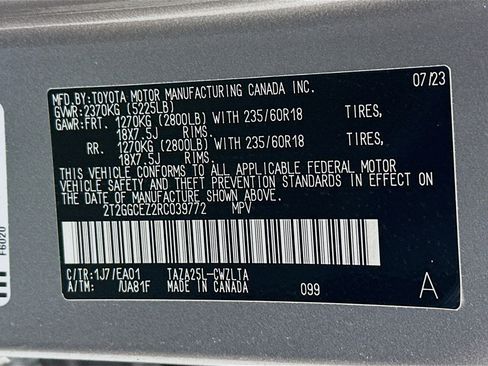 MFD.BY:TOYOTA MOTOR MANUFACTURING CANADA INC. 07/23
GVWR:2370KG (5225LB)
GAWR:FRT. 1270KG (2800LB) WITH 235/60R18 TIRES,
18X7.5J RIMS.
RR. 1270KG (2800LB) WITH 235/60R18 TIRES,
18X7.5J RIMS.
THIS VEHICLE CONFORMS TO ALL APPLICABLE FEDERAL MOTOR
VEHICLE SAFETY AND THEFT PREVENTION STANDARDS IN EFFECT ON
THE DATE OF MANUFACTURE SHOWN ABOVE.
2T2GGCEZ2RC039772 MPV
C/TR:1J7/EA01 TAZA25L-CWZLTA
A/TM: /UA81F MADE IN CANADA 099 A
F6020